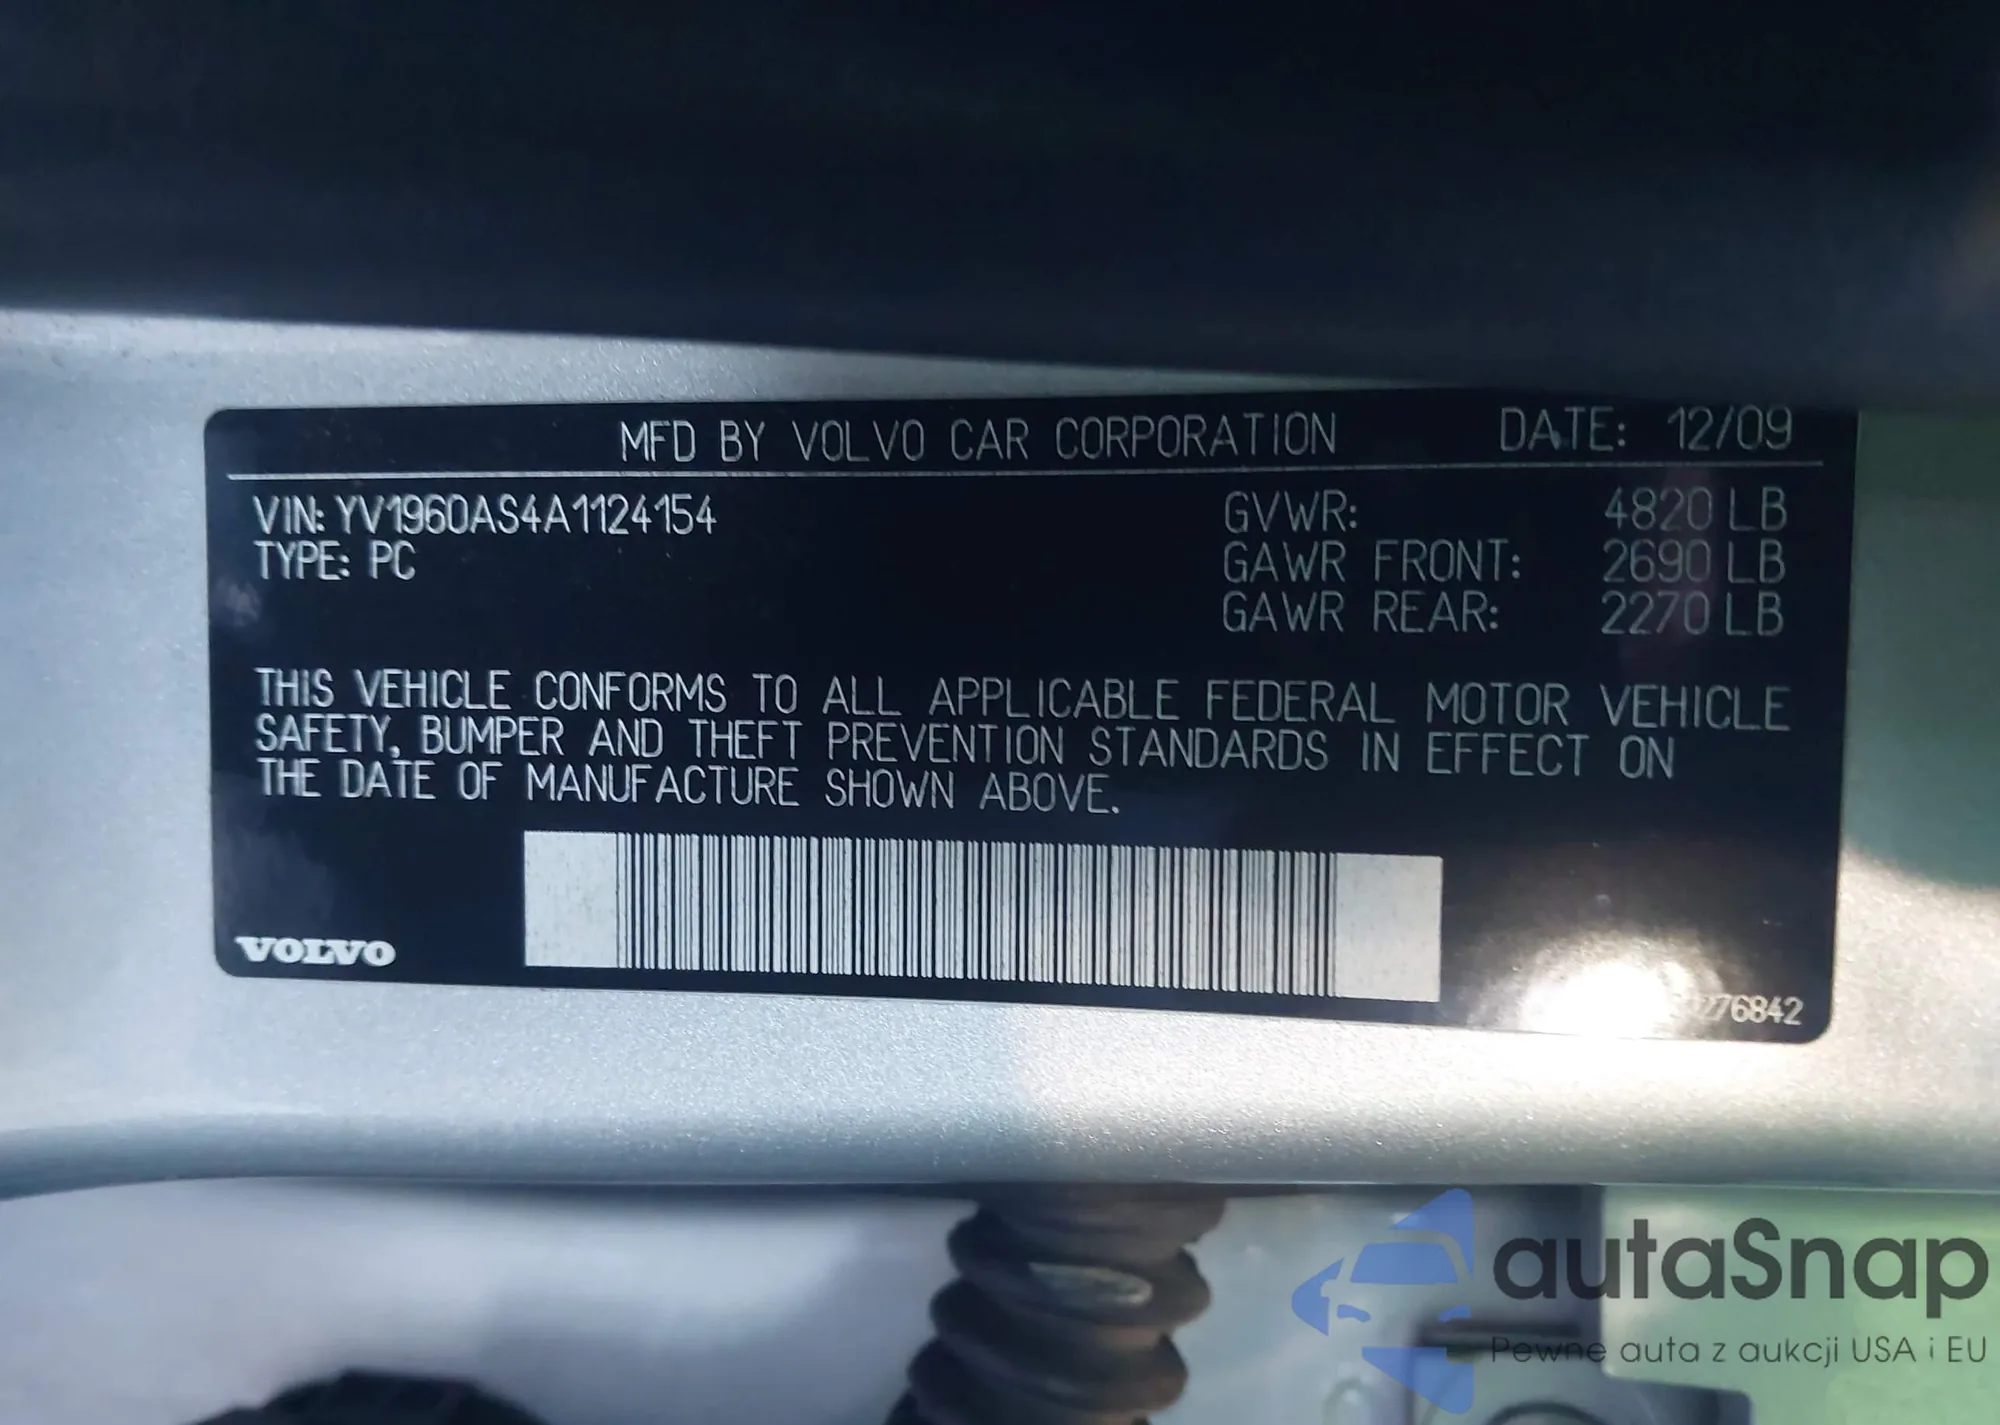 MFD BY VOLVO CAR CORPORATION DATE: 12/09
VIN: YV1960AS4A1124154 GVWR: 4820 LB
TYPE: PC GAWR FRONT: 2690 LB
GAWR REAR: 2270 LB
THIS VEHICLE CONFORMS TO ALL APPLICABLE FEDERAL MOTOR VEHICLE
SAFETY, BUMPER AND THEFT PREVENTION STANDARDS IN EFFECT ON
THE DATE OF MANUFACTURE SHOWN ABOVE.
VOLVO
autaSnap
Pewne auta z aukcji USA i EU